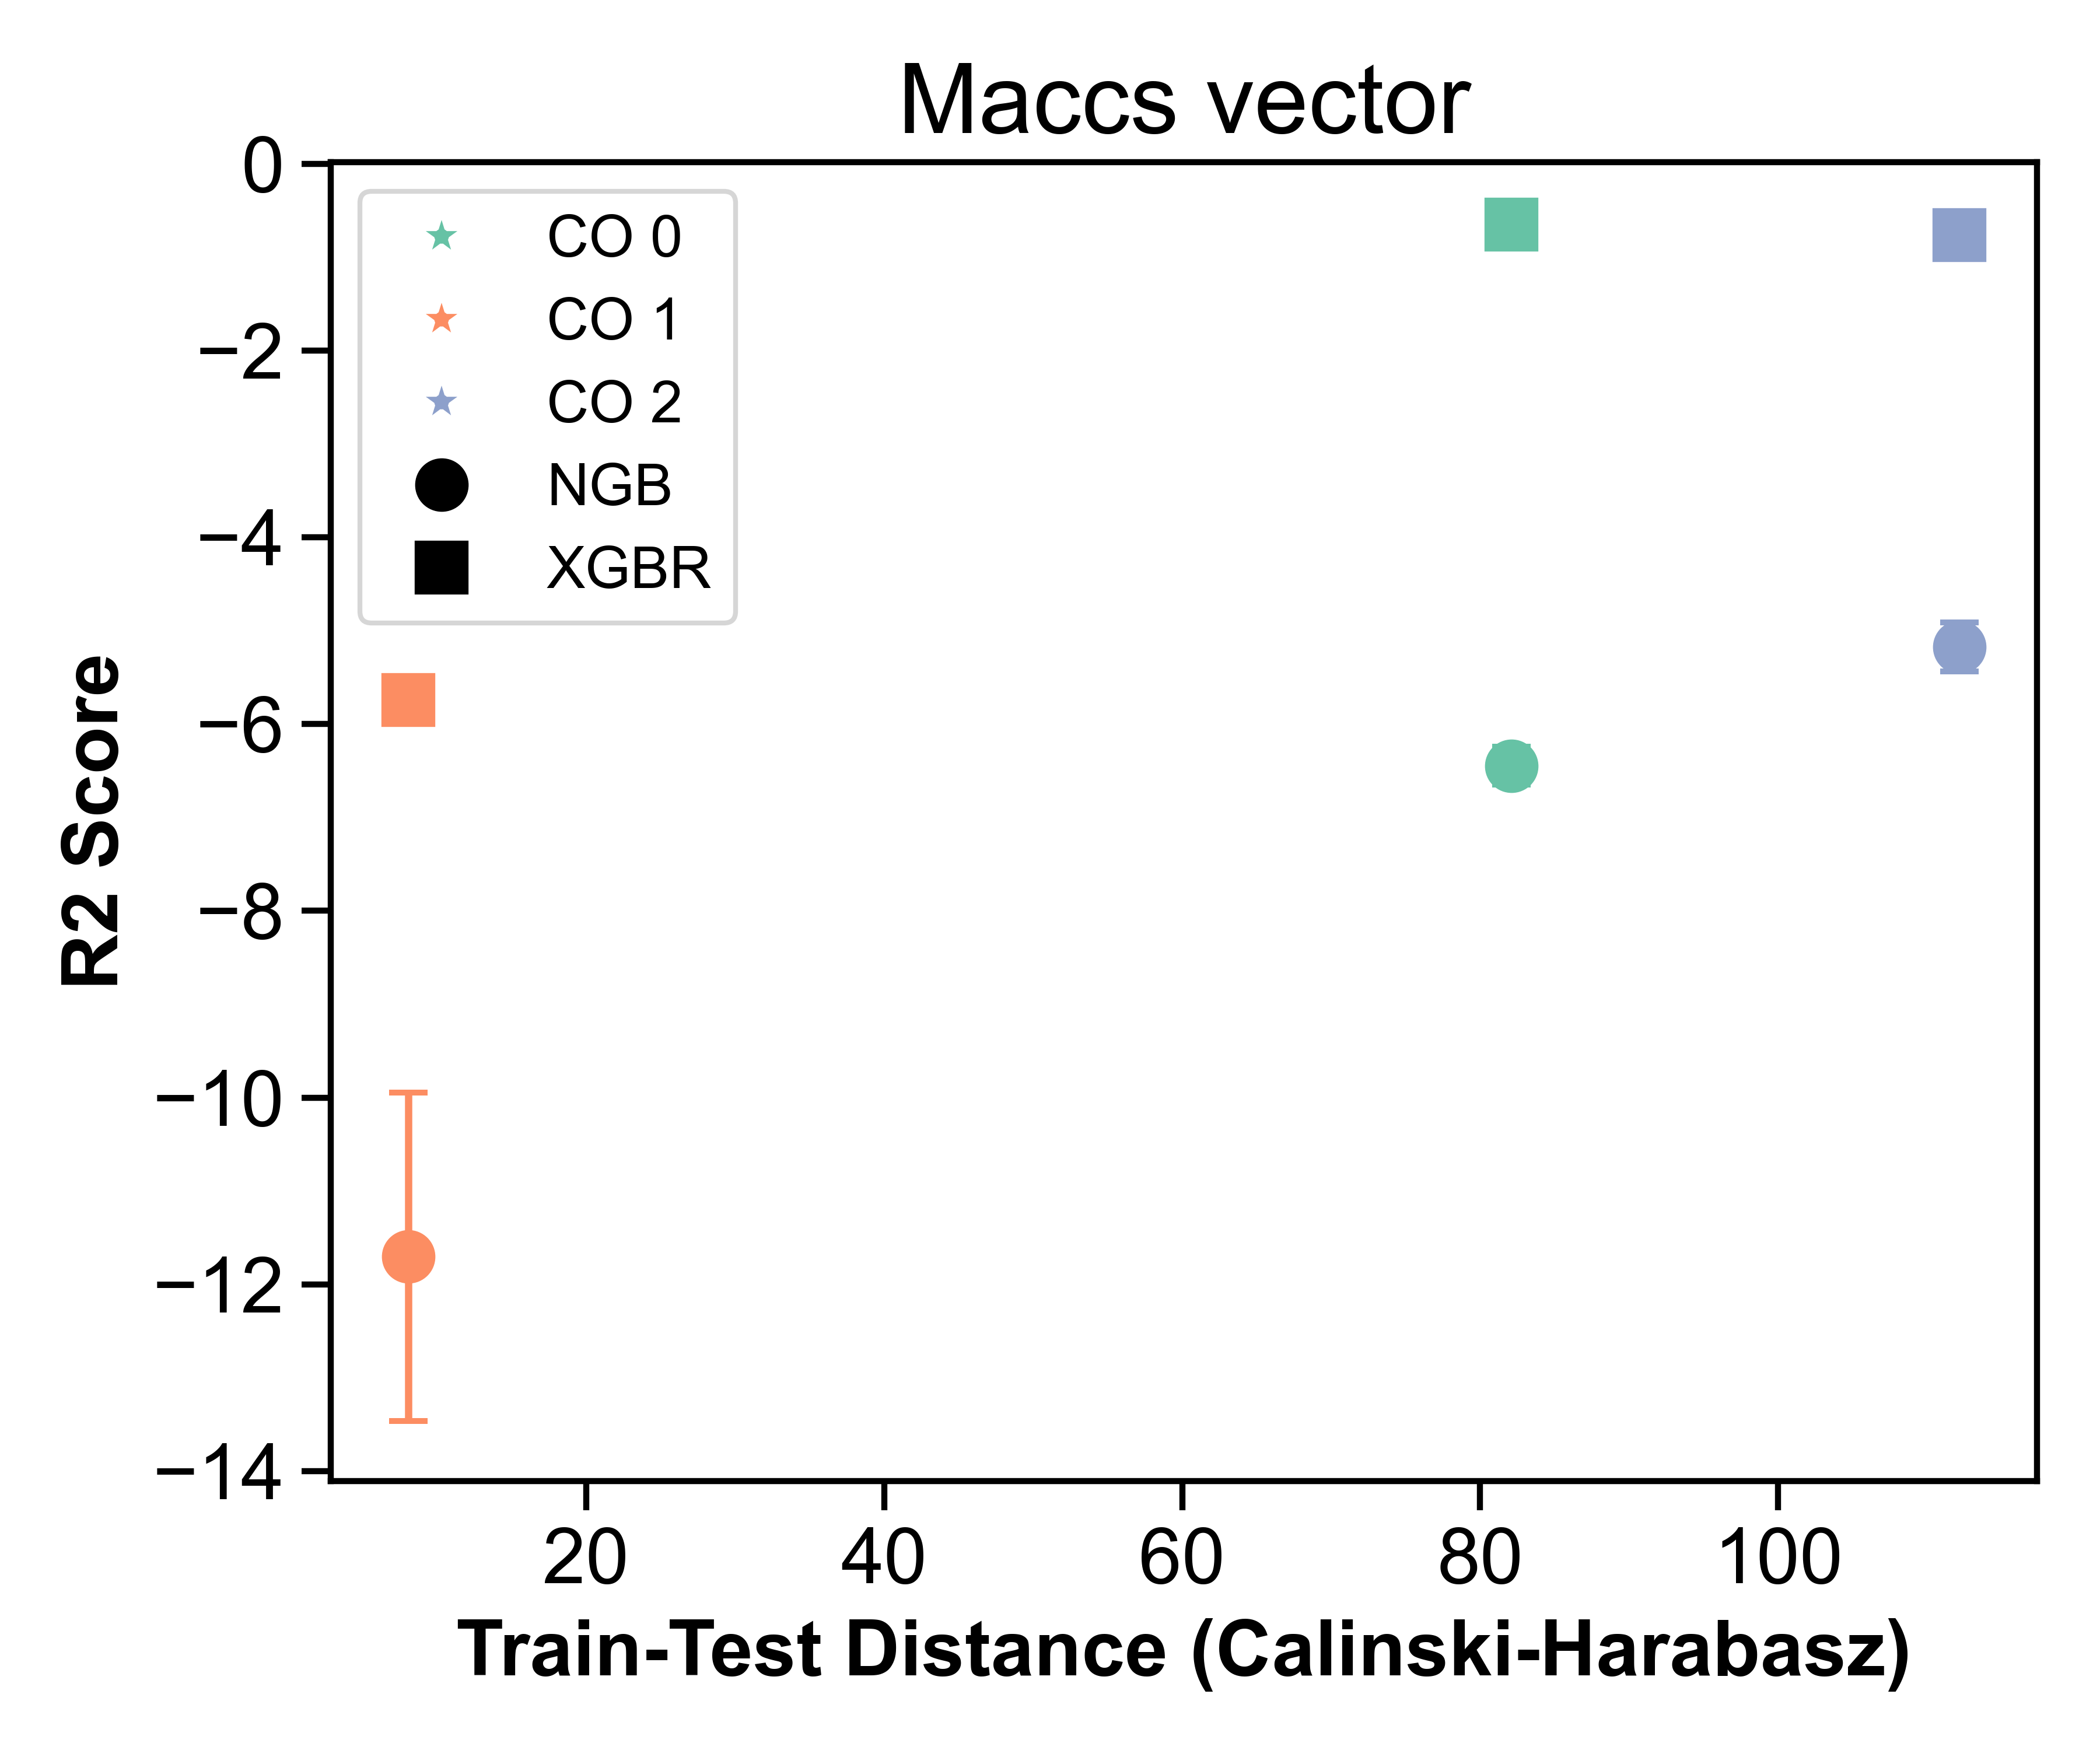 Maccs vector
0
−2
−4
−6
−8
−10
−12
−14
R2 Score
CO 0
CO 1
CO 2
NGB
XGBR
20 40 60 80 100
Train-Test Distance (Calinski-Harabasz)